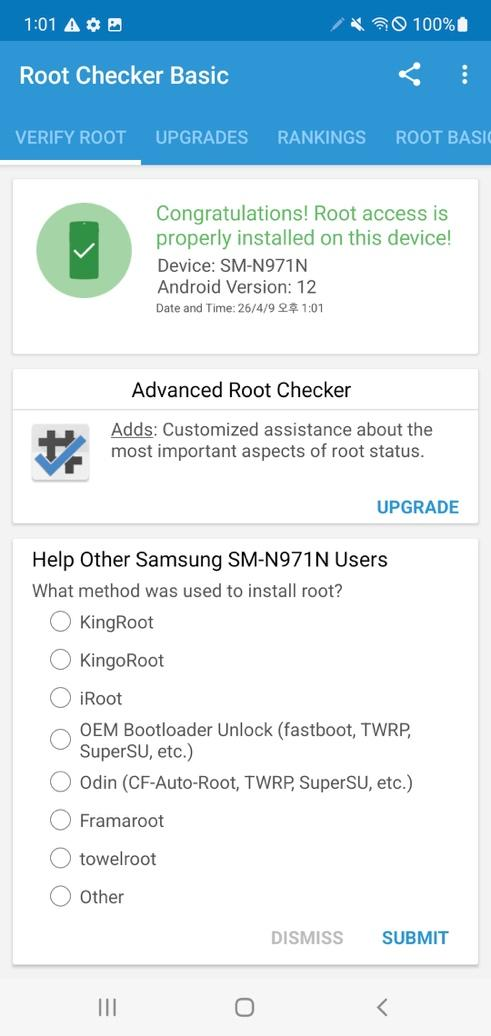 1:01
100%
Root Checker Basic
VERIFY ROOT
UPGRADES
RANKINGS
ROOT BASIC
Congratulations! Root access is
properly installed on this device!
Device: SM-N971N
Android Version: 12
Date and Time: 26/4/9 오후 1:01
Advanced Root Checker
Adds: Customized assistance about the
most important aspects of root status.
UPGRADE
Help Other Samsung SM-N971N Users
What method was used to install root?
KingRoot
KingoRoot
iRoot
OEM Bootloader Unlock (fastboot, TWRP,
SuperSU, etc.)
Odin (CF-Auto-Root, TWRP, SuperSU, etc.)
Framaroot
towelroot
Other
DISMISS
SUBMIT